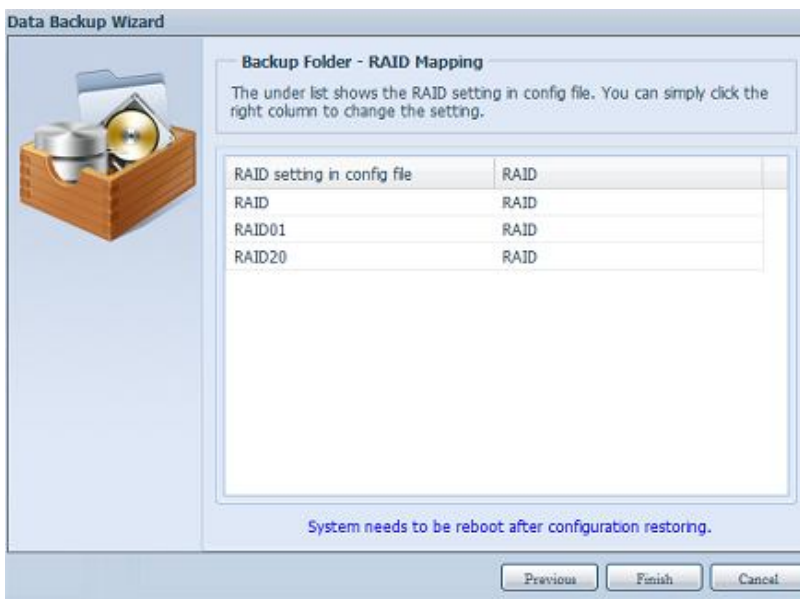 Data Backup Wizard
Backup Folder - RAID Mapping
The under list shows the RAID setting in config file. You can simply click the
right column to change the setting.
RAID setting in config file RAID
RAID RAID
RAID01 RAID
RAID20 RAID
System needs to be reboot after configuration restoring.
Previous Finish Cancel